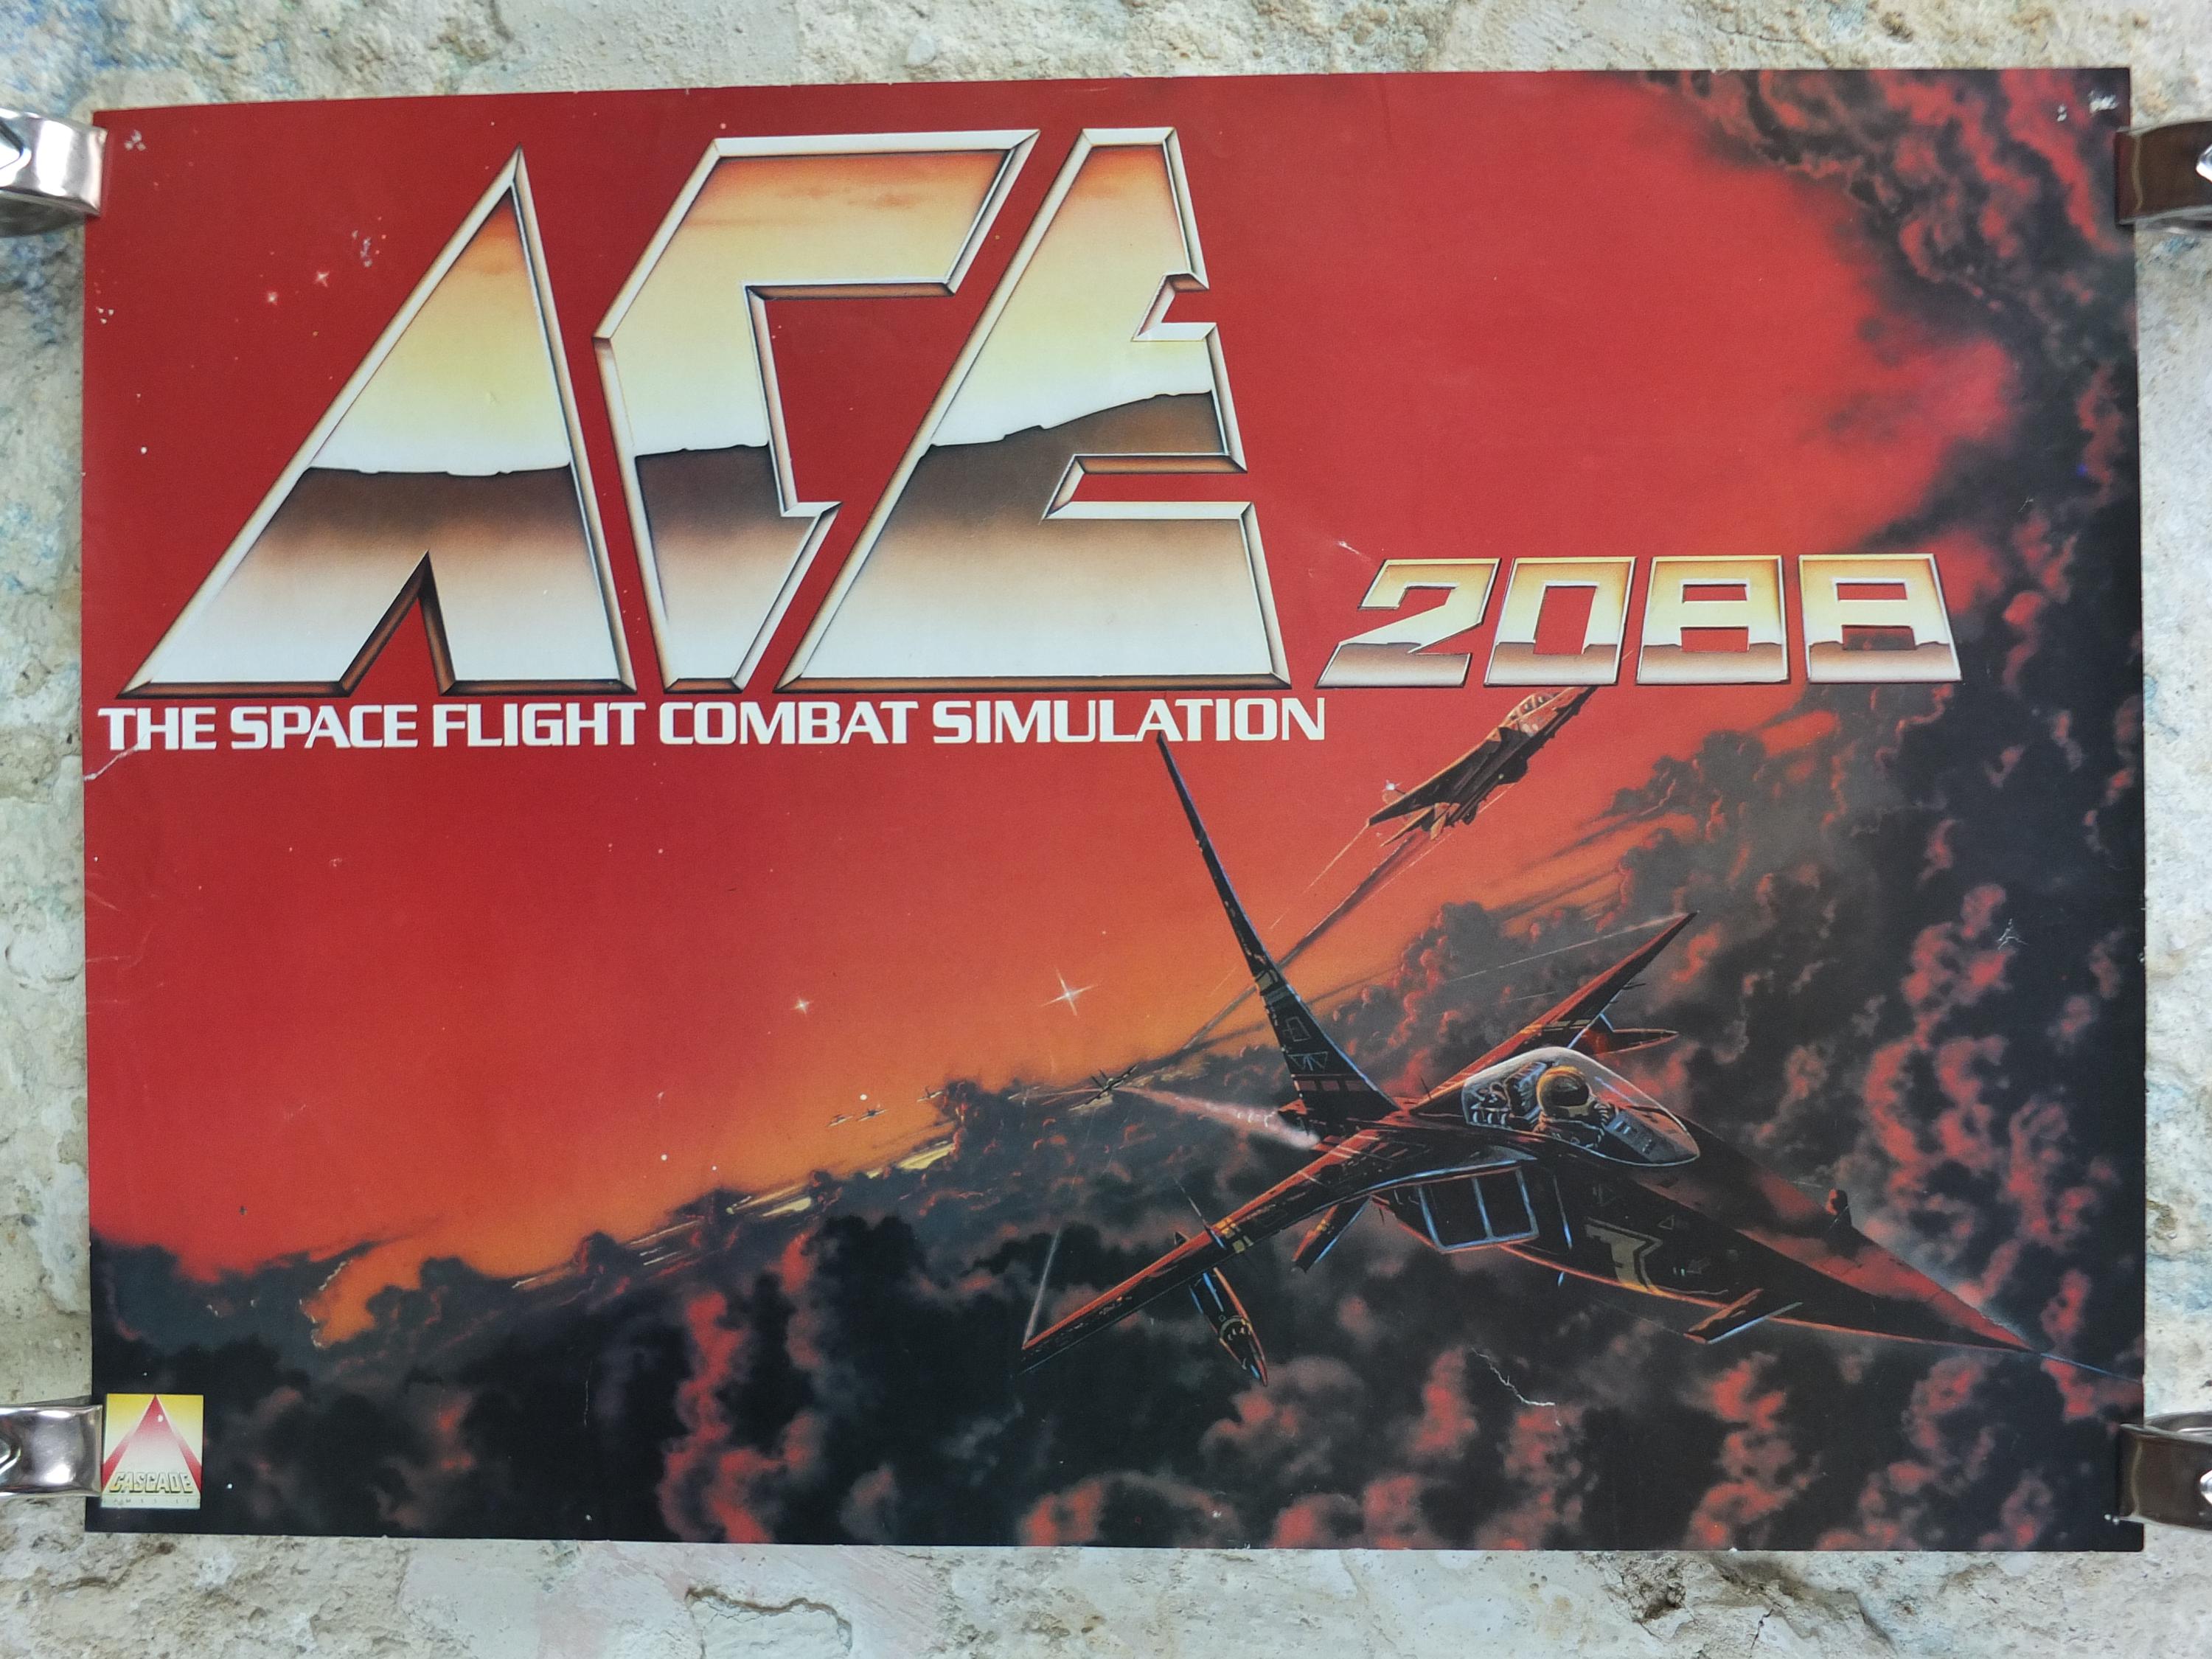 ACE
2088
THE SPACE FLIGHT COMBAT SIMULATION
CASCADE